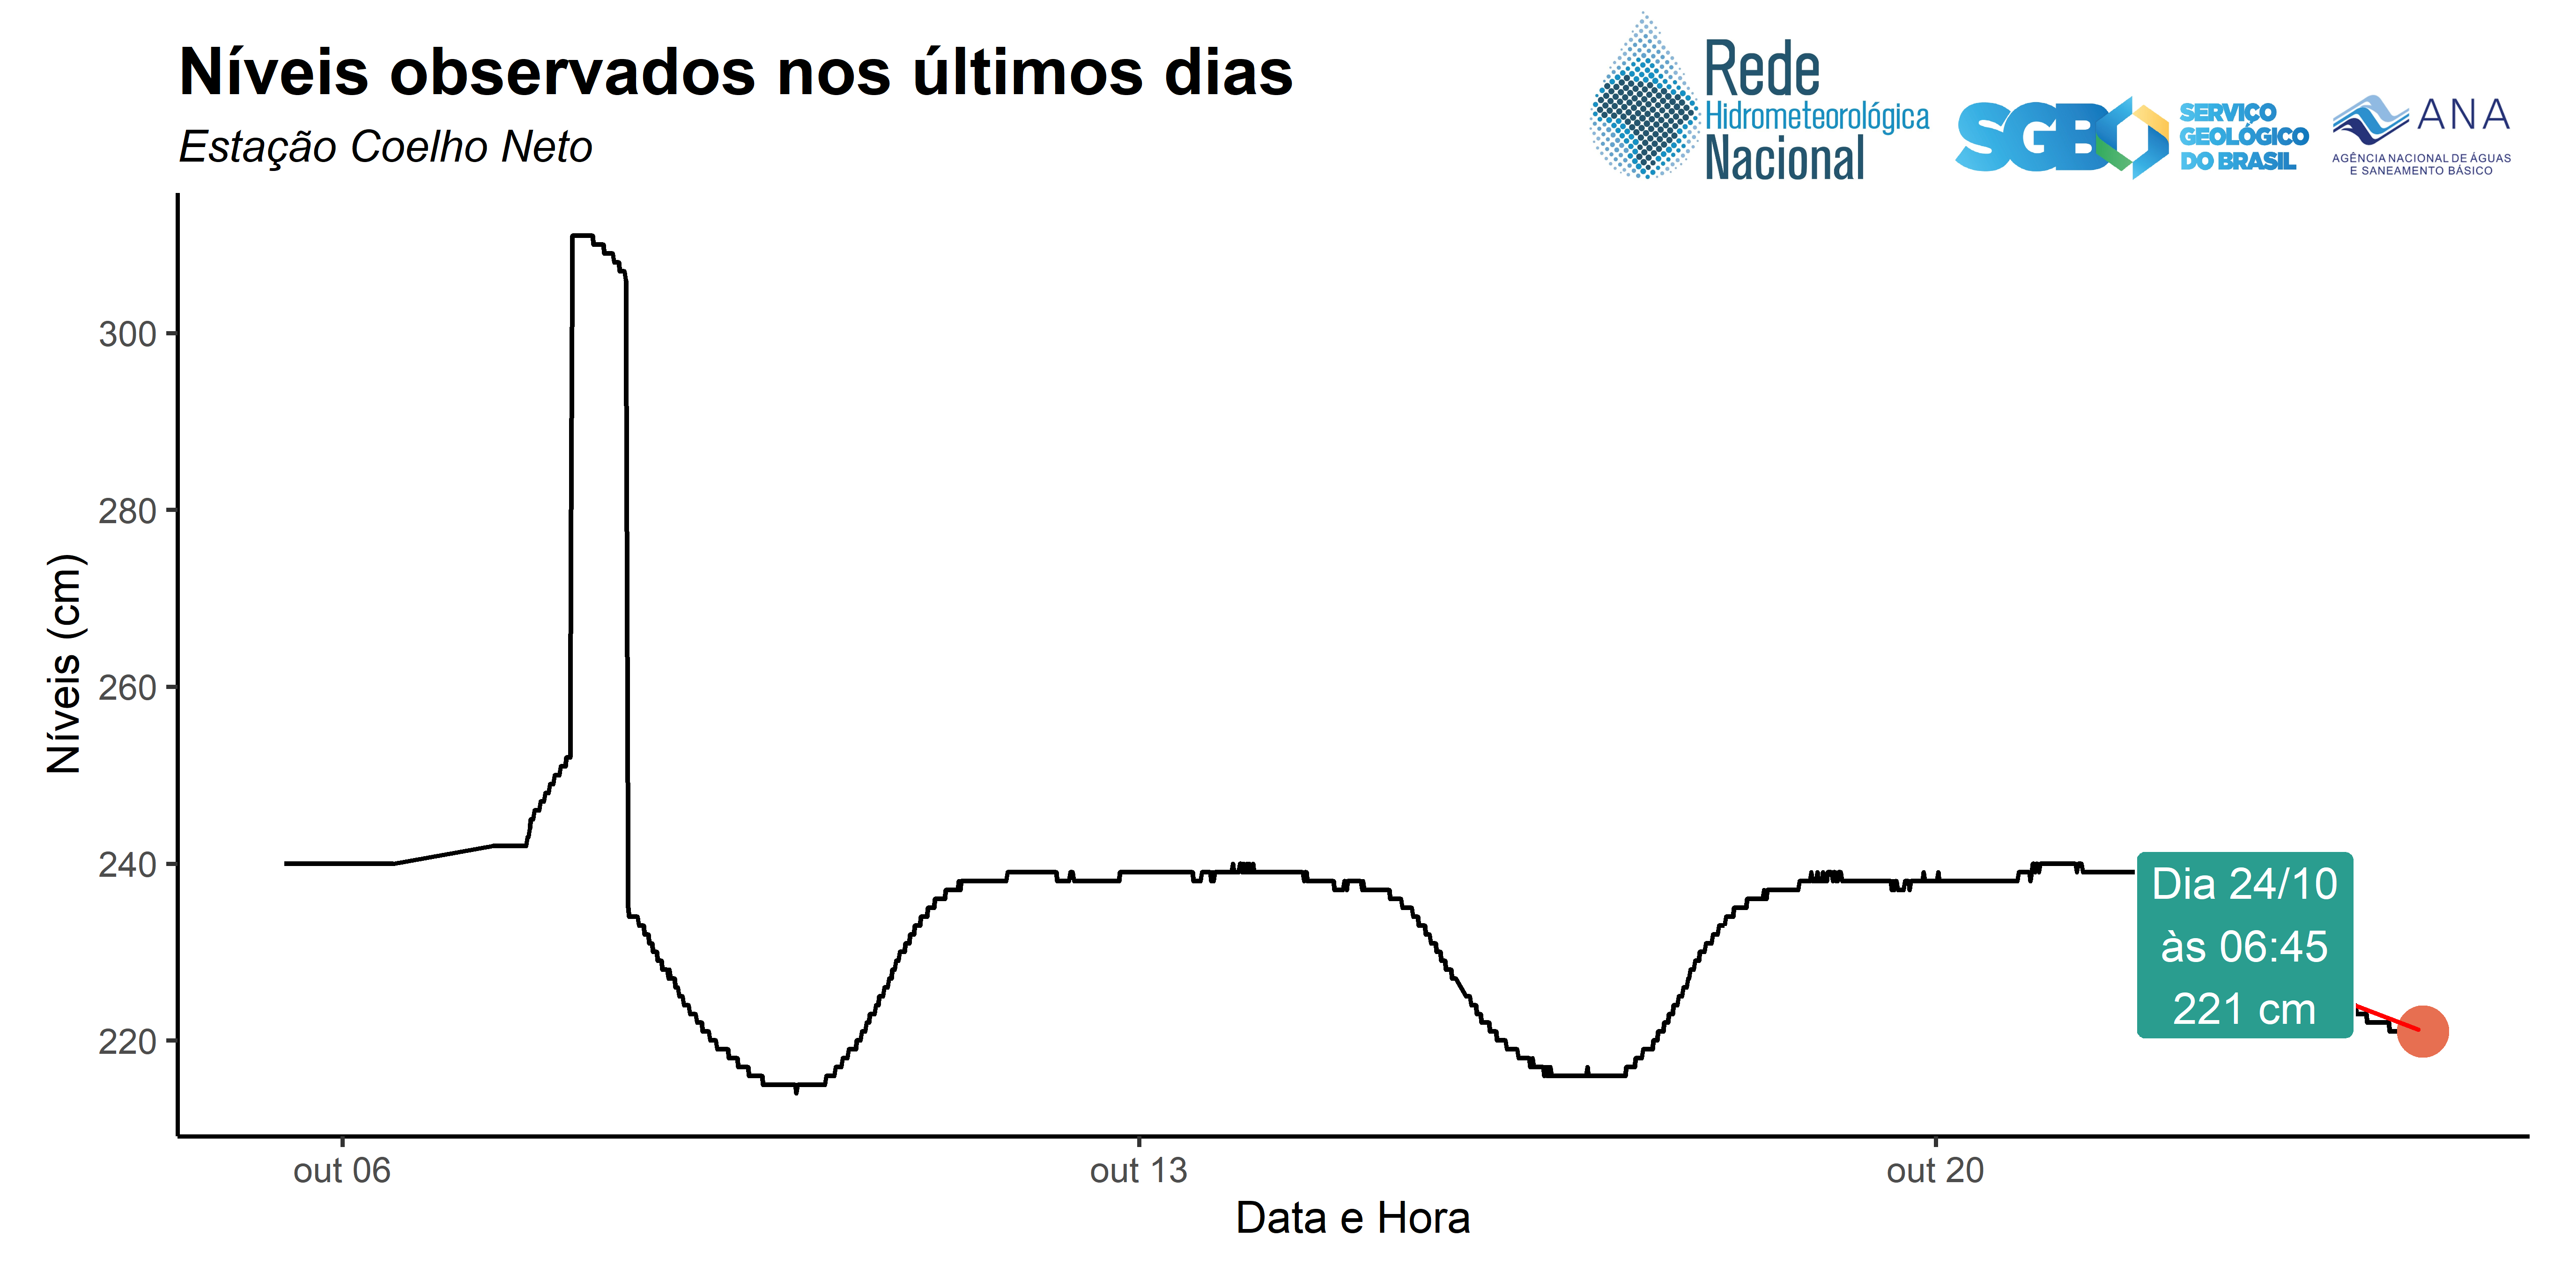 Níveis observados nos últimos dias
Estação Coelho Neto
Rede
Hidrometeorológica
Nacional
SGB
SERVIÇO
GEOLÓGICO
DO BRASIL
ANA
AGÊNCIA NACIONAL DE ÁGUAS
E SANEAMENTO BÁSICO
Níveis (cm)
300
280
260
240
220
Dia 24/10
às 06:45
221 cm
out 06
out 13
out 20
Data e Hora